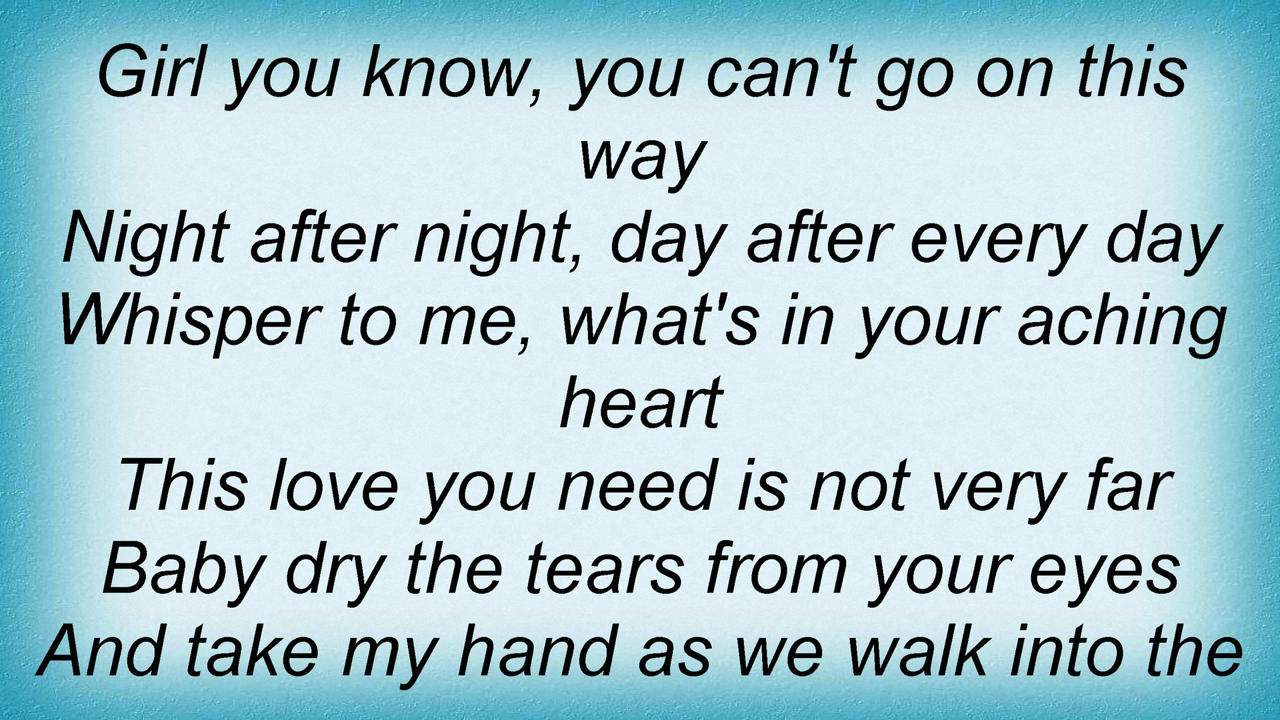 Girl you know, you can't go on this
way
Night after night, day after every day
Whisper to me, what's in your aching
heart
This love you need is not very far
Baby dry the tears from your eyes
And take my hand as we walk into the